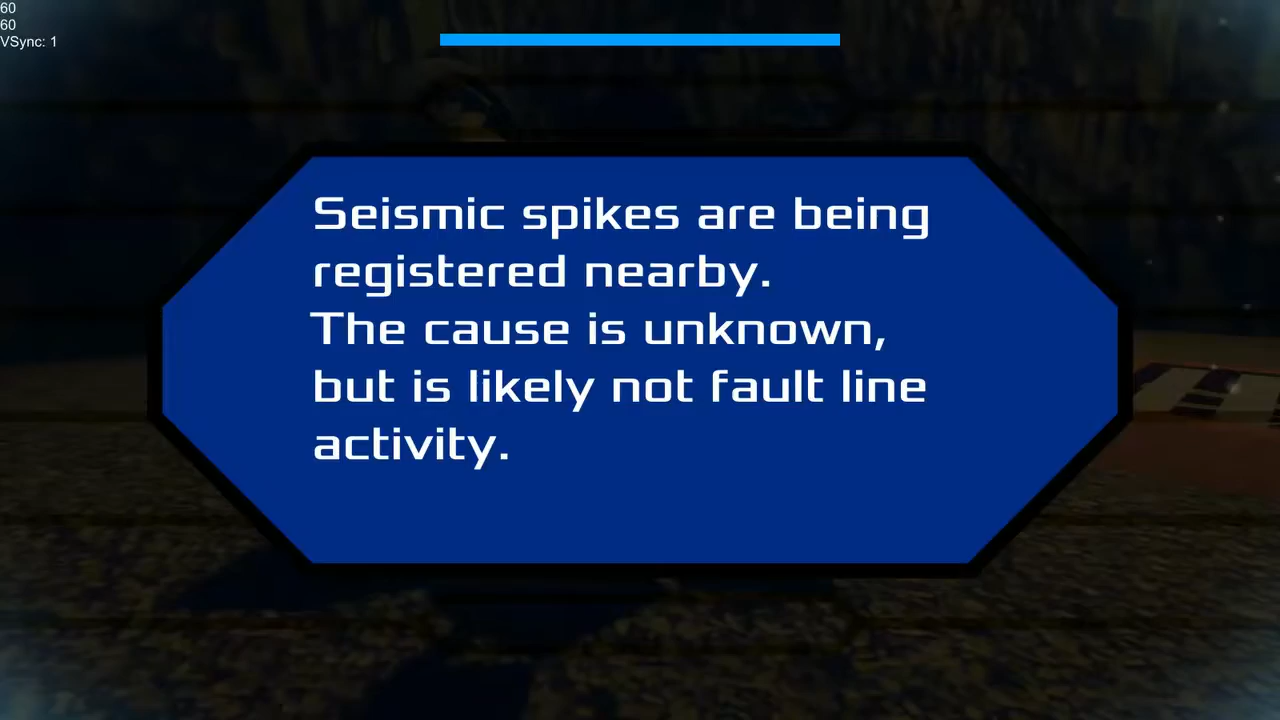 60
60
VSync: 1
Seismic spikes are being
registered nearby.
The cause is unknown,
but is likely not fault line
activity.